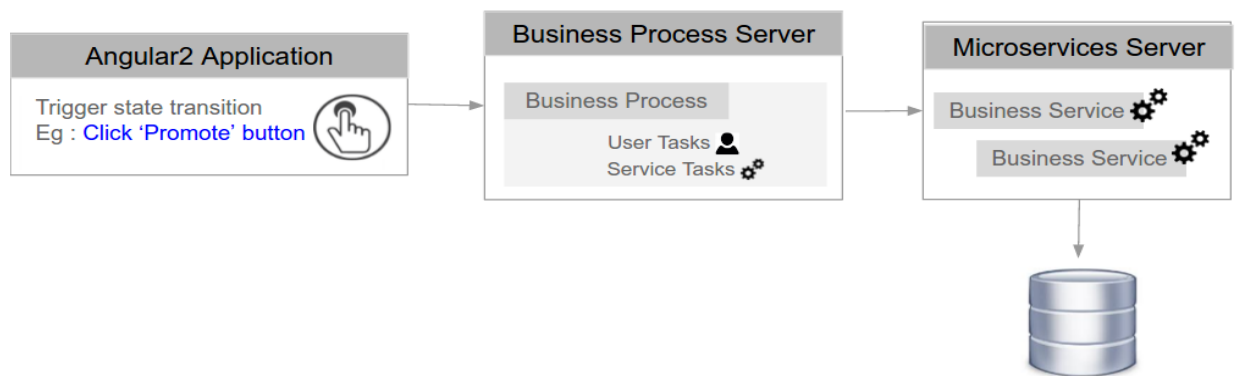 Angular2 Application
Trigger state transition
Eg : Click ‘Promote’ button
Business Process Server
Business Process
User Tasks
Service Tasks
Microservices Server
Business Service
Business Service